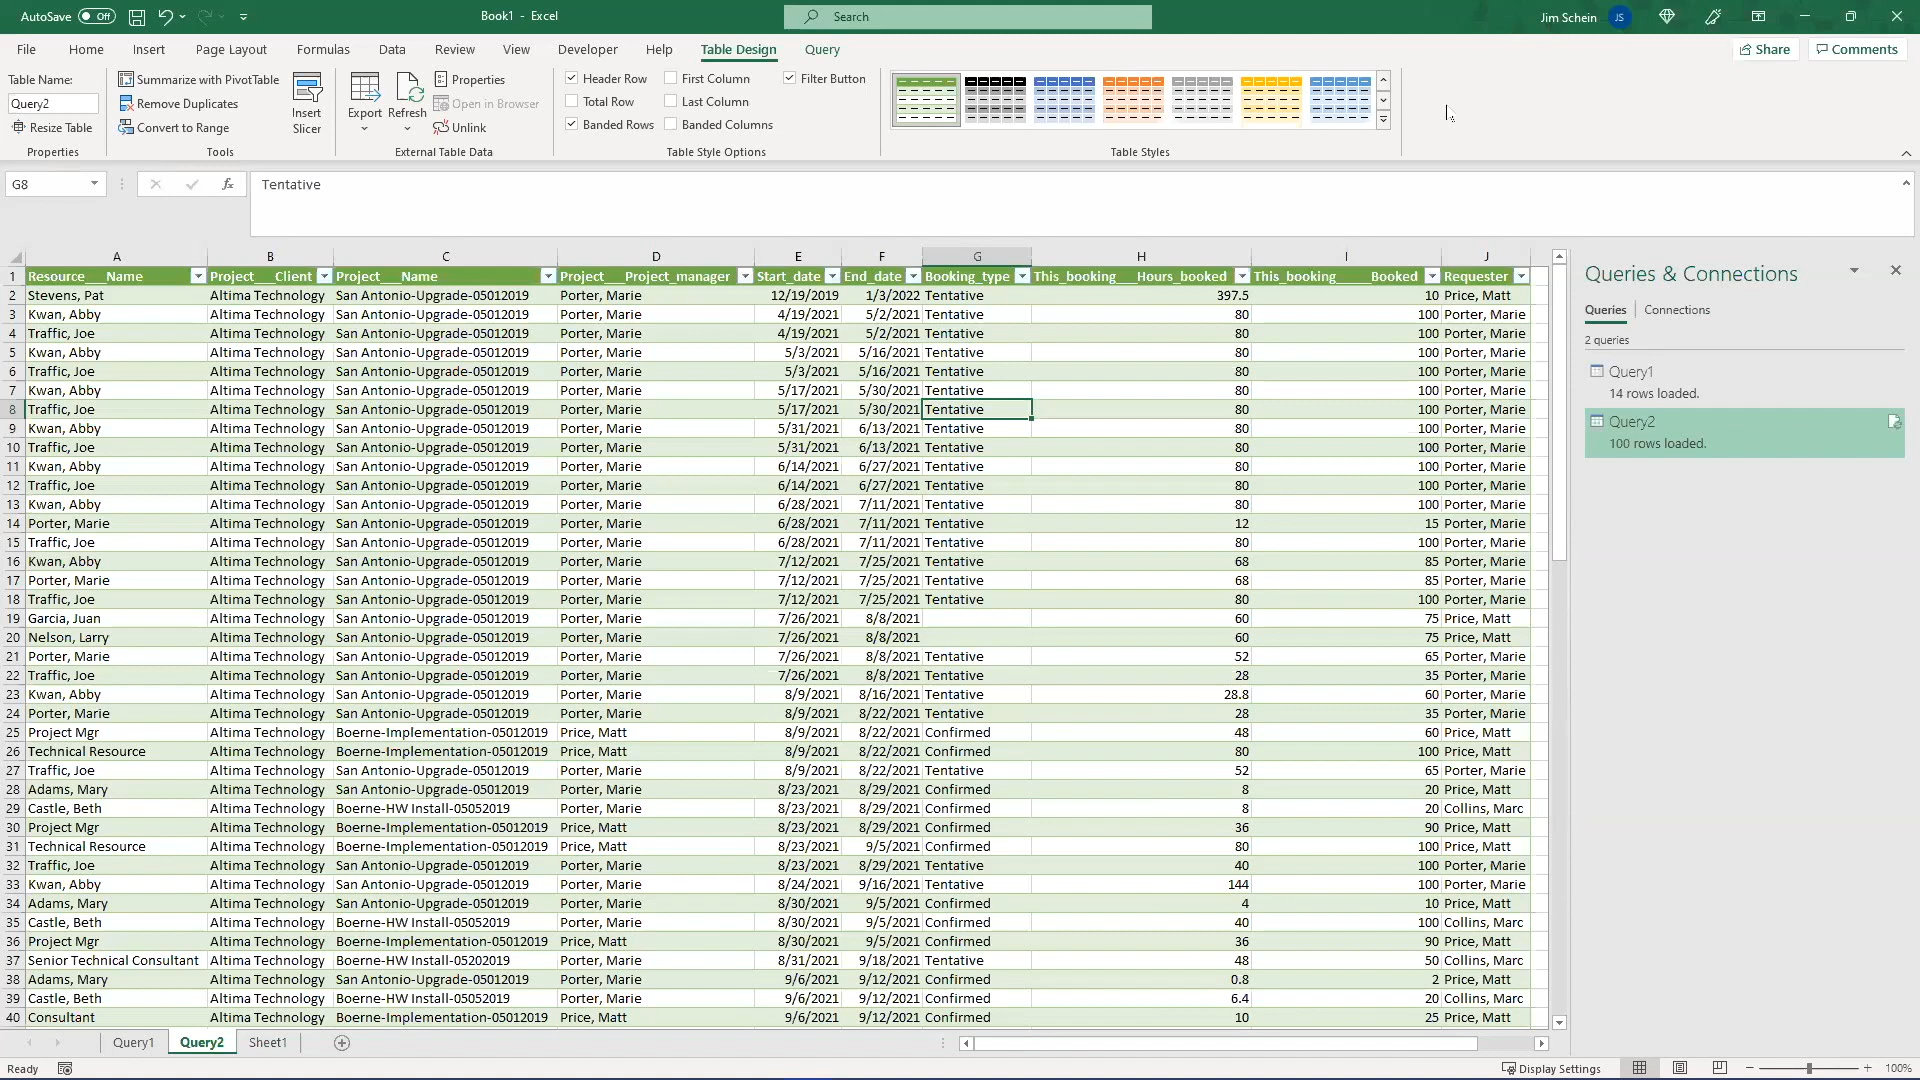 AutoSave Off Book1 - Excel Search Jim Schein JS
File Home Insert Page Layout Formulas Data Review View Developer Help Table Design Query Share Comments
Table Name:
Query2
Resize Table
Properties
Summarize with PivotTable
Remove Duplicates
Convert to Range
Insert Slicer
Tools
Export Refresh
Properties
Open in Browser
Unlink
External Table Data
Header Row First Column Filter Button
Total Row Last Column
Banded Rows Banded Columns
Table Style Options
Table Styles
G8 fx Tentative
A B C D E F G H I J
1 Resource___Name Project___Client Project___Name Project___Project_manager Start_date End_date Booking_type This_booking___Hours_booked This_booking_____Booked Requester
2 Stevens, Pat Altima Technology San Antonio-Upgrade-05012019 Porter, Marie 12/19/2019 1/3/2022 Tentative 397.5 10 Price, Matt
3 Kwan, Abby Altima Technology San Antonio-Upgrade-05012019 Porter, Marie 4/19/2021 5/2/2021 Tentative 80 100 Porter, Marie
4 Traffic, Joe Altima Technology San Antonio-Upgrade-05012019 Porter, Marie 4/19/2021 5/2/2021 Tentative 80 100 Porter, Marie
5 Kwan, Abby Altima Technology San Antonio-Upgrade-05012019 Porter, Marie 5/3/2021 5/16/2021 Tentative 80 100 Porter, Marie
6 Traffic, Joe Altima Technology San Antonio-Upgrade-05012019 Porter, Marie 5/3/2021 5/16/2021 Tentative 80 100 Porter, Marie
7 Kwan, Abby Altima Technology San Antonio-Upgrade-05012019 Porter, Marie 5/17/2021 5/30/2021 Tentative 80 100 Porter, Marie
8 Traffic, Joe Altima Technology San Antonio-Upgrade-05012019 Porter, Marie 5/17/2021 5/30/2021 Tentative 80 100 Porter, Marie
9 Kwan, Abby Altima Technology San Antonio-Upgrade-05012019 Porter, Marie 5/31/2021 6/13/2021 Tentative 80 100 Porter, Marie
10 Traffic, Joe Altima Technology San Antonio-Upgrade-05012019 Porter, Marie 5/31/2021 6/13/2021 Tentative 80 100 Porter, Marie
11 Kwan, Abby Altima Technology San Antonio-Upgrade-05012019 Porter, Marie 6/14/2021 6/27/2021 Tentative 80 100 Porter, Marie
12 Traffic, Joe Altima Technology San Antonio-Upgrade-05012019 Porter, Marie 6/14/2021 6/27/2021 Tentative 80 100 Porter, Marie
13 Kwan, Abby Altima Technology San Antonio-Upgrade-05012019 Porter, Marie 6/28/2021 7/11/2021 Tentative 80 100 Porter, Marie
14 Porter, Marie Altima Technology San Antonio-Upgrade-05012019 Porter, Marie 6/28/2021 7/11/2021 Tentative 12 15 Porter, Marie
15 Traffic, Joe Altima Technology San Antonio-Upgrade-05012019 Porter, Marie 6/28/2021 7/11/2021 Tentative 80 100 Porter, Marie
16 Kwan, Abby Altima Technology San Antonio-Upgrade-05012019 Porter, Marie 7/12/2021 7/25/2021 Tentative 68 85 Porter, Marie
17 Porter, Marie Altima Technology San Antonio-Upgrade-05012019 Porter, Marie 7/12/2021 7/25/2021 Tentative 68 85 Porter, Marie
18 Traffic, Joe Altima Technology San Antonio-Upgrade-05012019 Porter, Marie 7/12/2021 7/25/2021 Tentative 80 100 Porter, Marie
19 Garcia, Juan Altima Technology San Antonio-Upgrade-05012019 Porter, Marie 7/26/2021 8/8/2021 60 75 Price, Matt
20 Nelson, Larry Altima Technology San Antonio-Upgrade-05012019 Porter, Marie 7/26/2021 8/8/2021 60 75 Price, Matt
21 Porter, Marie Altima Technology San Antonio-Upgrade-05012019 Porter, Marie 7/26/2021 8/8/2021 Tentative 52 65 Porter, Marie
22 Traffic, Joe Altima Technology San Antonio-Upgrade-05012019 Porter, Marie 7/26/2021 8/8/2021 Tentative 28 35 Porter, Marie
23 Kwan, Abby Altima Technology San Antonio-Upgrade-05012019 Porter, Marie 8/9/2021 8/16/2021 Tentative 28.8 60 Porter, Marie
24 Porter, Marie Altima Technology San Antonio-Upgrade-05012019 Porter, Marie 8/9/2021 8/22/2021 Tentative 28 35 Porter, Marie
25 Project Mgr Altima Technology Boerne-Implementation-05012019 Price, Matt 8/9/2021 8/22/2021 Confirmed 48 60 Price, Matt
26 Technical Resource Altima Technology Boerne-Implementation-05012019 Price, Matt 8/9/2021 8/22/2021 Confirmed 80 100 Price, Matt
27 Traffic, Joe Altima Technology San Antonio-Upgrade-05012019 Porter, Marie 8/9/2021 8/22/2021 Tentative 52 65 Porter, Marie
28 Adams, Mary Altima Technology San Antonio-Upgrade-05012019 Porter, Marie 8/23/2021 8/29/2021 Confirmed 8 20 Price, Matt
29 Castle, Beth Altima Technology Boerne-HW Install-05052019 Porter, Marie 8/23/2021 8/29/2021 Confirmed 8 20 Collins, Marc
30 Project Mgr Altima Technology Boerne-Implementation-05012019 Price, Matt 8/23/2021 8/29/2021 Confirmed 36 90 Price, Matt
31 Technical Resource Altima Technology Boerne-Implementation-05012019 Price, Matt 8/23/2021 9/5/2021 Confirmed 80 100 Price, Matt
32 Traffic, Joe Altima Technology San Antonio-Upgrade-05012019 Porter, Marie 8/23/2021 8/29/2021 Tentative 40 100 Porter, Marie
33 Kwan, Abby Altima Technology San Antonio-Upgrade-05012019 Porter, Marie 8/24/2021 9/16/2021 Tentative 144 100 Porter, Marie
34 Adams, Mary Altima Technology San Antonio-Upgrade-05012019 Porter, Marie 8/30/2021 9/5/2021 Confirmed 4 10 Price, Matt
35 Castle, Beth Altima Technology Boerne-HW Install-05052019 Porter, Marie 8/30/2021 9/5/2021 Confirmed 40 100 Collins, Marc
36 Project Mgr Altima Technology Boerne-Implementation-05012019 Price, Matt 8/30/2021 9/5/2021 Confirmed 36 90 Price, Matt
37 Senior Technical Consultant Altima Technology Boerne-HW Install-05202019 Porter, Marie 8/31/2021 9/18/2021 Tentative 48 50 Collins, Marc
38 Adams, Mary Altima Technology San Antonio-Upgrade-05012019 Porter, Marie 9/6/2021 9/12/2021 Confirmed 0.8 2 Price, Matt
39 Castle, Beth Altima Technology Boerne-HW Install-05052019 Porter, Marie 9/6/2021 9/12/2021 Confirmed 6.4 20 Collins, Marc
40 Consultant Altima Technology Boerne-Implementation-05012019 Price, Matt 9/6/2021 9/12/2021 Confirmed 10 25 Price, Matt
Queries & Connections
Queries Connections
2 queries
Query1
14 rows loaded.
Query2
100 rows loaded.
Query1 Query2 Sheet1
Ready Display Settings 100%